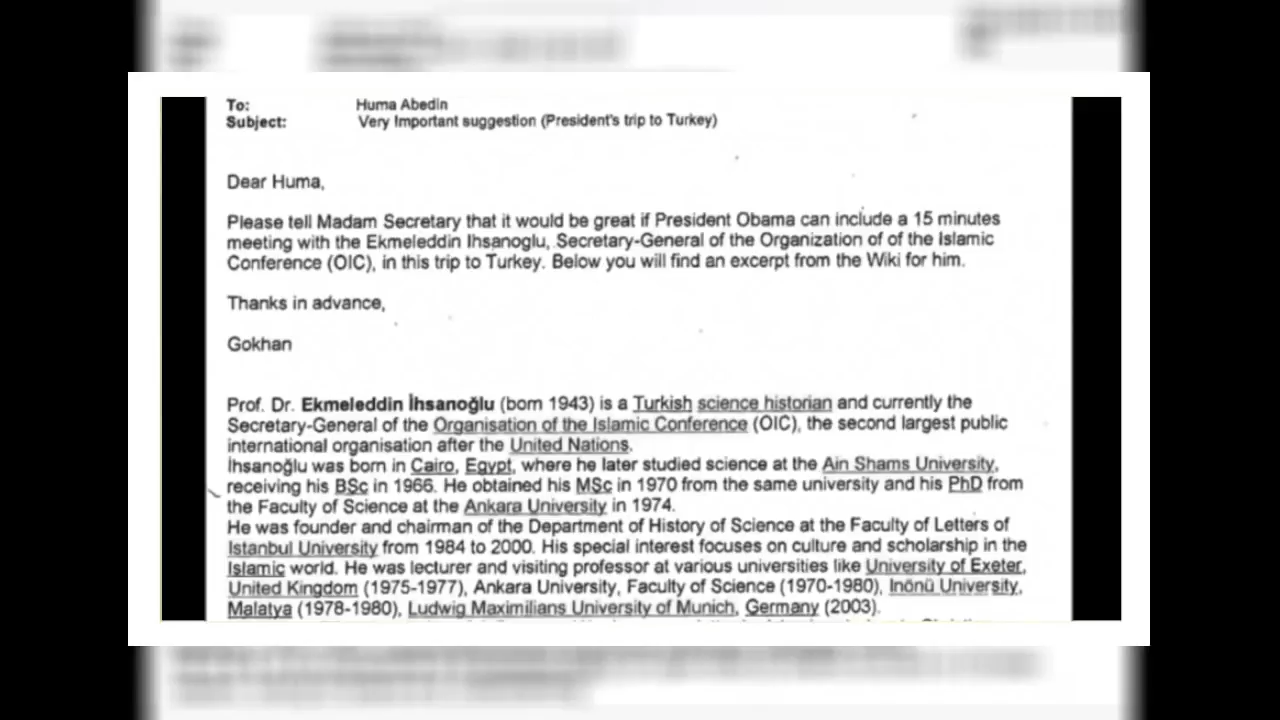 To: Huma Abedin
Subject: Very Important suggestion (President's trip to Turkey)
Dear Huma,
Please tell Madam Secretary that it would be great if President Obama can include a 15 minutes
meeting with the Ekmeleddin Ihsanoglu, Secretary-General of the Organization of of the Islamic
Conference (OIC), in this trip to Turkey. Below you will find an excerpt from the Wiki for him.
Thanks in advance,
Gokhan
Prof. Dr. Ekmeleddin İhsanoğlu (born 1943) is a Turkish science historian and currently the
Secretary-General of the Organisation of the Islamic Conference (OIC), the second largest public
international organisation after the United Nations.
İhsanoğlu was born in Cairo, Egypt, where he later studied science at the Ain Shams University,
receiving his BSc in 1966. He obtained his MSc in 1970 from the same university and his PhD from
the Faculty of Science at the Ankara University in 1974.
He was founder and chairman of the Department of History of Science at the Faculty of Letters of
Istanbul University from 1984 to 2000. His special interest focuses on culture and scholarship in the
Islamic world. He was lecturer and visiting professor at various universities like University of Exeter,
United Kingdom (1975-1977), Ankara University, Faculty of Science (1970-1980), Inönü University,
Malatya (1978-1980), Ludwig Maximilians University of Munich, Germany (2003).